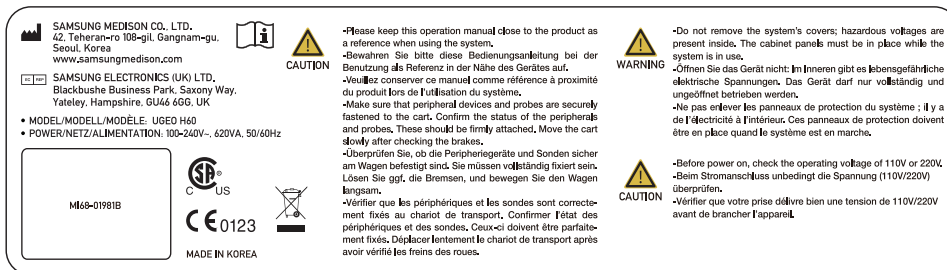 SAMSUNG MEDISON CO., LTD.
42, Teheran-ro 108-gil, Gangnam-gu,
Seoul, Korea
www.samsungmedison.com
EC REP
SAMSUNG ELECTRONICS (UK) LTD.
Blackbushe Business Park, Saxony Way,
Yateley, Hampshire, GU46 6GG, UK
• MODEL/MODELL/MODÈLE: UGEO H60
• POWER/NETZ/ALIMENTATION: 100-240V~, 620VA, 50/60Hz
MI68-01981B
CSA®
C US
CE 0123
MADE IN KOREA
CAUTION
-Please keep this operation manual close to the product as
a reference when using the system.
-Bewahren Sie bitte diese Bedienungsanleitung bei der
Benutzung als Referenz in der Nähe des Gerätes auf.
-Veuillez conserver ce manuel comme référence à proximité
du produit lors de l'utilisation du système.
-Make sure that peripheral devices and probes are securely
fastened to the cart. Confirm the status of the peripherals
and probes. These should be firmly attached. Move the cart
slowly after checking the brakes.
-Überprüfen Sie, ob die Peripheriegeräte und Sonden sicher
am Wagen befestigt sind. Sie müssen vollständig fixiert sein.
Lösen Sie ggf. die Bremsen, und bewegen Sie den Wagen
langsam.
-Vérifier que les périphériques et les sondes sont correcte-
ment fixés au chariot de transport. Confirmer l'état des
périphériques et des sondes. Ceux-ci doivent être parfaite-
ment fixés. Déplacer lentement le chariot de transport après
avoir vérifié les freins des roues.
WARNING
-Do not remove the system's covers; hazardous voltages are
present inside. The cabinet panels must be in place while the
system is in use.
-Öffnen Sie das Gerät nicht: Im Inneren gibt es lebensgefährliche
elektrische Spannungen. Das Gerät darf nur vollständig und
ungeöffnet betrieben werden.
-Ne pas enlever les panneaux de protection du système ; il y a
de l'électricité à l'intérieur. Ces panneaux de protection doivent
être en place quand le système est en marche.
CAUTION
-Before power on, check the operating voltage of 110V or 220V.
-Beim Stromanschluss unbedingt die Spannung (110V/220V)
überprüfen.
-Vérifier que votre prise délivre bien une tension de 110V/220V
avant de brancher l'appareil.